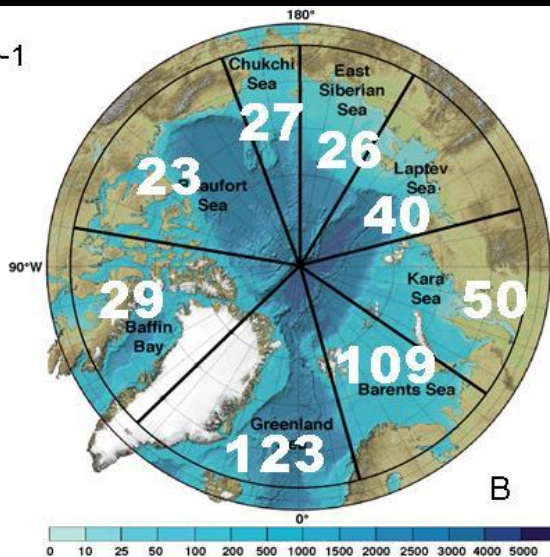 -1
180°
Chukchi
Sea
27
East
Siberian
Sea
26
23
Beaufort
Sea
Laptev
Sea
40
90°W
29
Baffin
Bay
Kara
Sea
50
109
Barents Sea
Greenland
123
B
0°
0 10 25 50 100 200 500 1000 1500 2000 2500 3000 4000 5000